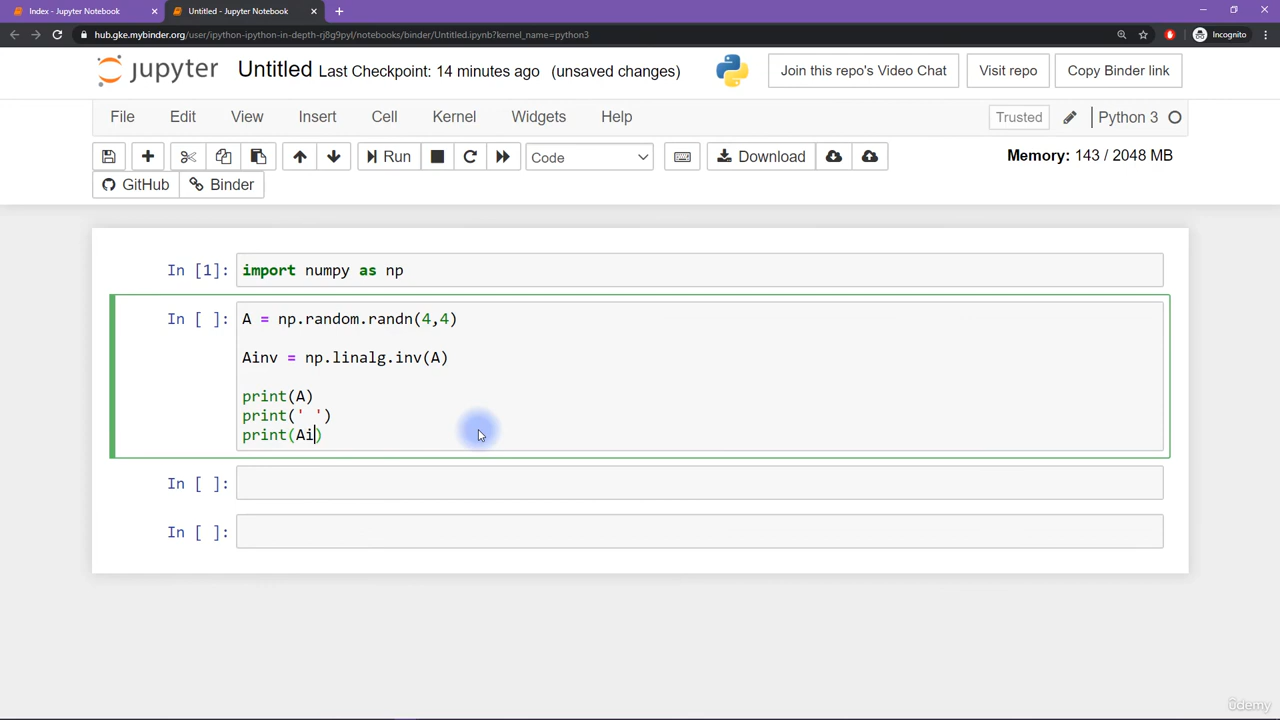 Index - Jupyter Notebook
Untitled - Jupyter Notebook
hub.gke.mybinder.org/user/ipython-ipython-in-depth-rj8g9pyl/notebooks/binder/Untitled.ipynb?kernel_name=python3
Incognito
jupyter Untitled Last Checkpoint: 14 minutes ago (unsaved changes)
Join this repo's Video Chat
Visit repo
Copy Binder link
File Edit View Insert Cell Kernel Widgets Help
Trusted
Python 3
Run
Code
Download
Memory: 143 / 2048 MB
GitHub
Binder
In [1]: import numpy as np
In [ ]: A = np.random.randn(4,4)
Ainv = np.linalg.inv(A)
print(A)
print(' ')
print(Ai)
In [ ]:
In [ ]:
ûdemy